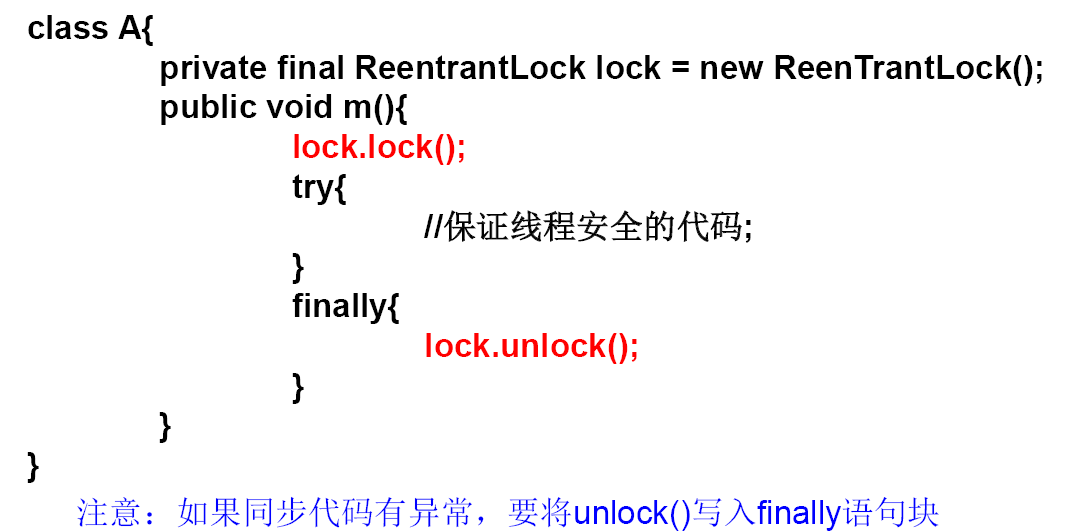 class A{
private final ReentrantLock lock = new ReenTrantLock();
public void m(){
lock.lock();
try{
//保证线程安全的代码;
}
finally{
lock.unlock();
}
}
}
注意：如果同步代码有异常，要将unlock()写入finally语句块